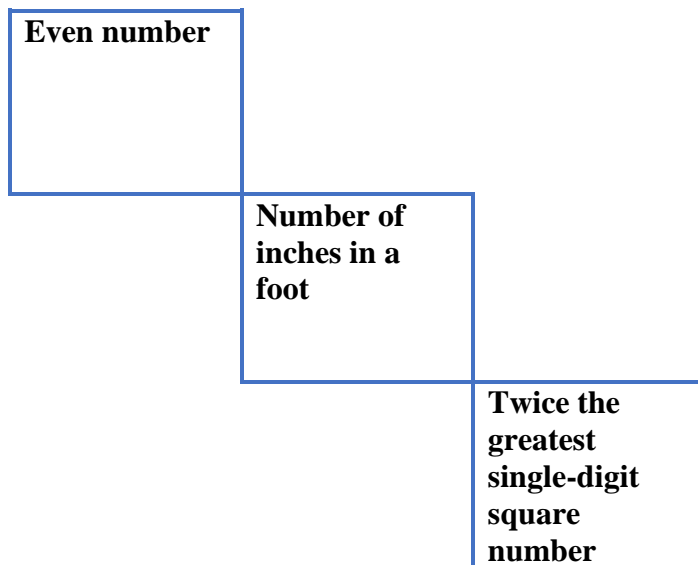 Even number
Number of
inches in a
foot
Twice the
greatest
single-digit
square
number